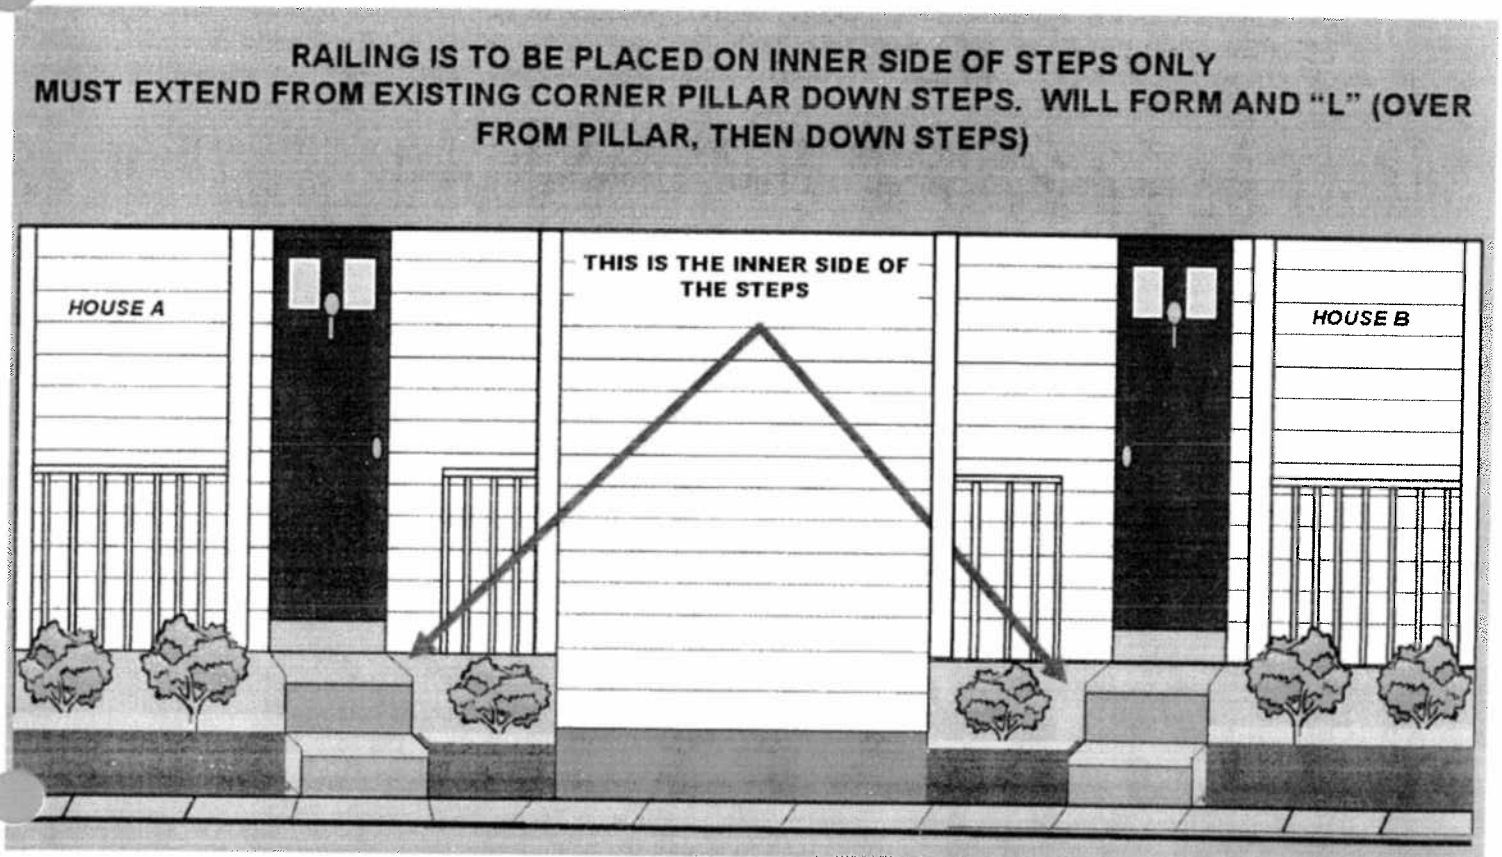 RAILING IS TO BE PLACED ON INNER SIDE OF STEPS ONLY
MUST EXTEND FROM EXISTING CORNER PILLAR DOWN STEPS. WILL FORM AND “L” (OVER
FROM PILLAR, THEN DOWN STEPS)
THIS IS THE INNER SIDE OF
THE STEPS
HOUSE A
HOUSE B